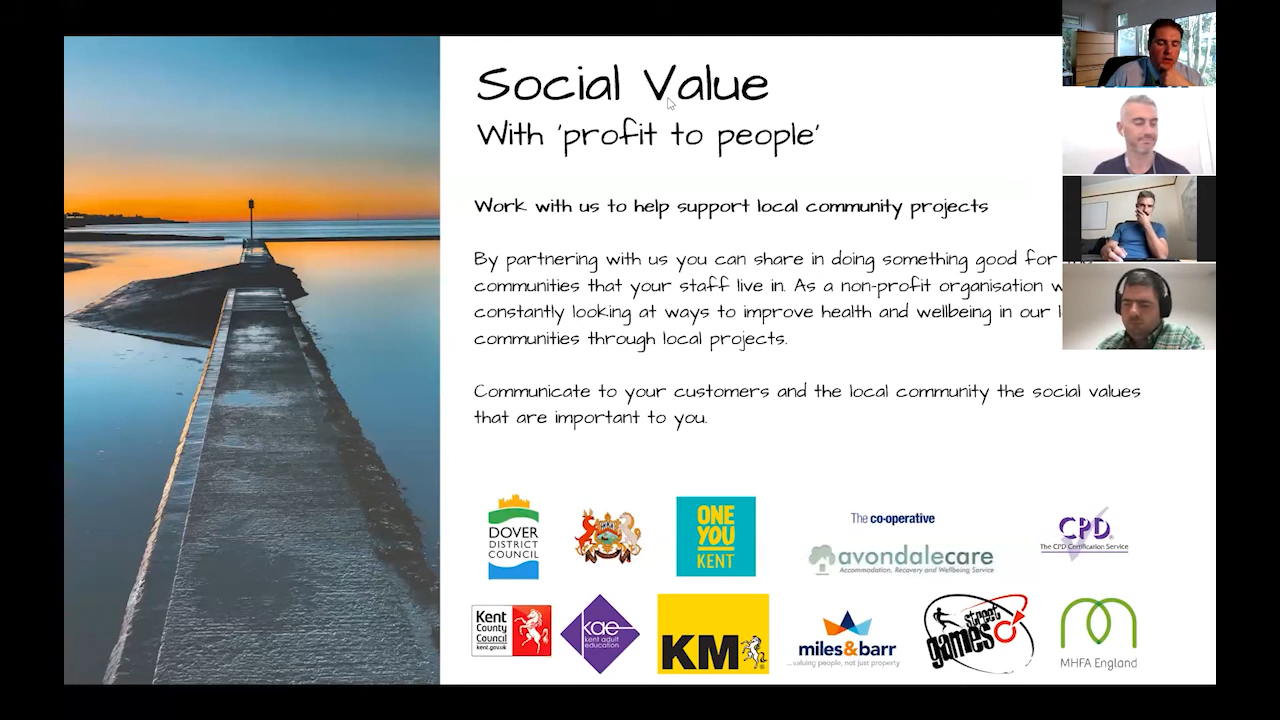 Social Value
With 'profit to people'
Work with us to help support local community projects
By partnering with us you can share in doing something good for
communities that your staff live in. As a non-profit organisation
constantly looking at ways to improve health and wellbeing in our
communities through local projects.
Communicate to your customers and the local community the social values
that are important to you.
DOVER
DISTRICT
COUNCIL
ONE
YOU
KENT
The co-operative
avondalecare
Accommodation, Recovery and Wellbeing Service
CPD
The CPD Certification Service
Kent
County
Council
kent.gov.uk
kae
kent adult
education
KM
miles&barr
...valuing people, not just property
street
games
MHFA England